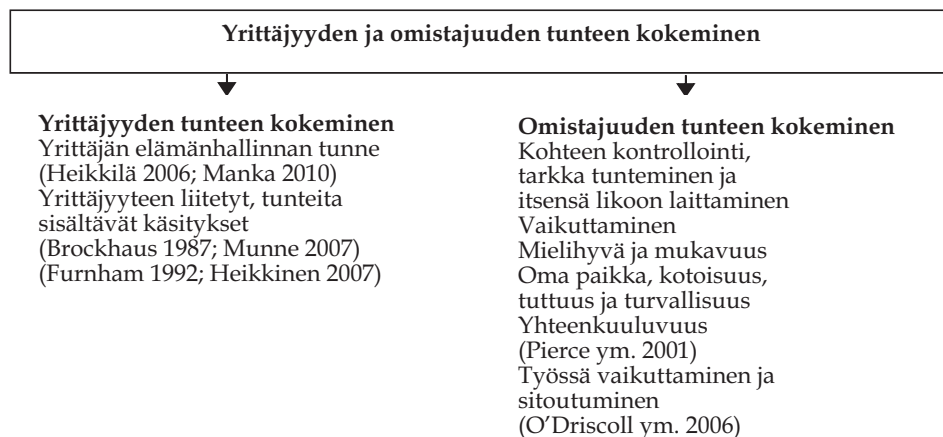 Yrittäjyyden ja omistajuuden tunteen kokeminen
Yrittäjyyden tunteen kokeminen
Yrittäjän elämänhallinnan tunne
(Heikkilä 2006; Manka 2010)
Yrittäjyyteen liitetyt, tunteita
sisältävät käsitykset
(Brockhaus 1987; Munne 2007)
(Furnham 1992; Heikkinen 2007)
Omistajuuden tunteen kokeminen
Kohteen kontrollointi,
tarkka tunteminen ja
itsensä likoon laittaminen
Vaikuttaminen
Mielihyvä ja mukavuus
Oma paikka, kotoisuus,
tuttuus ja turvallisuus
Yhteenkuuluvuus
(Pierce ym. 2001)
Työssä vaikuttaminen ja
sitoutuminen
(O’Driscoll ym. 2006)